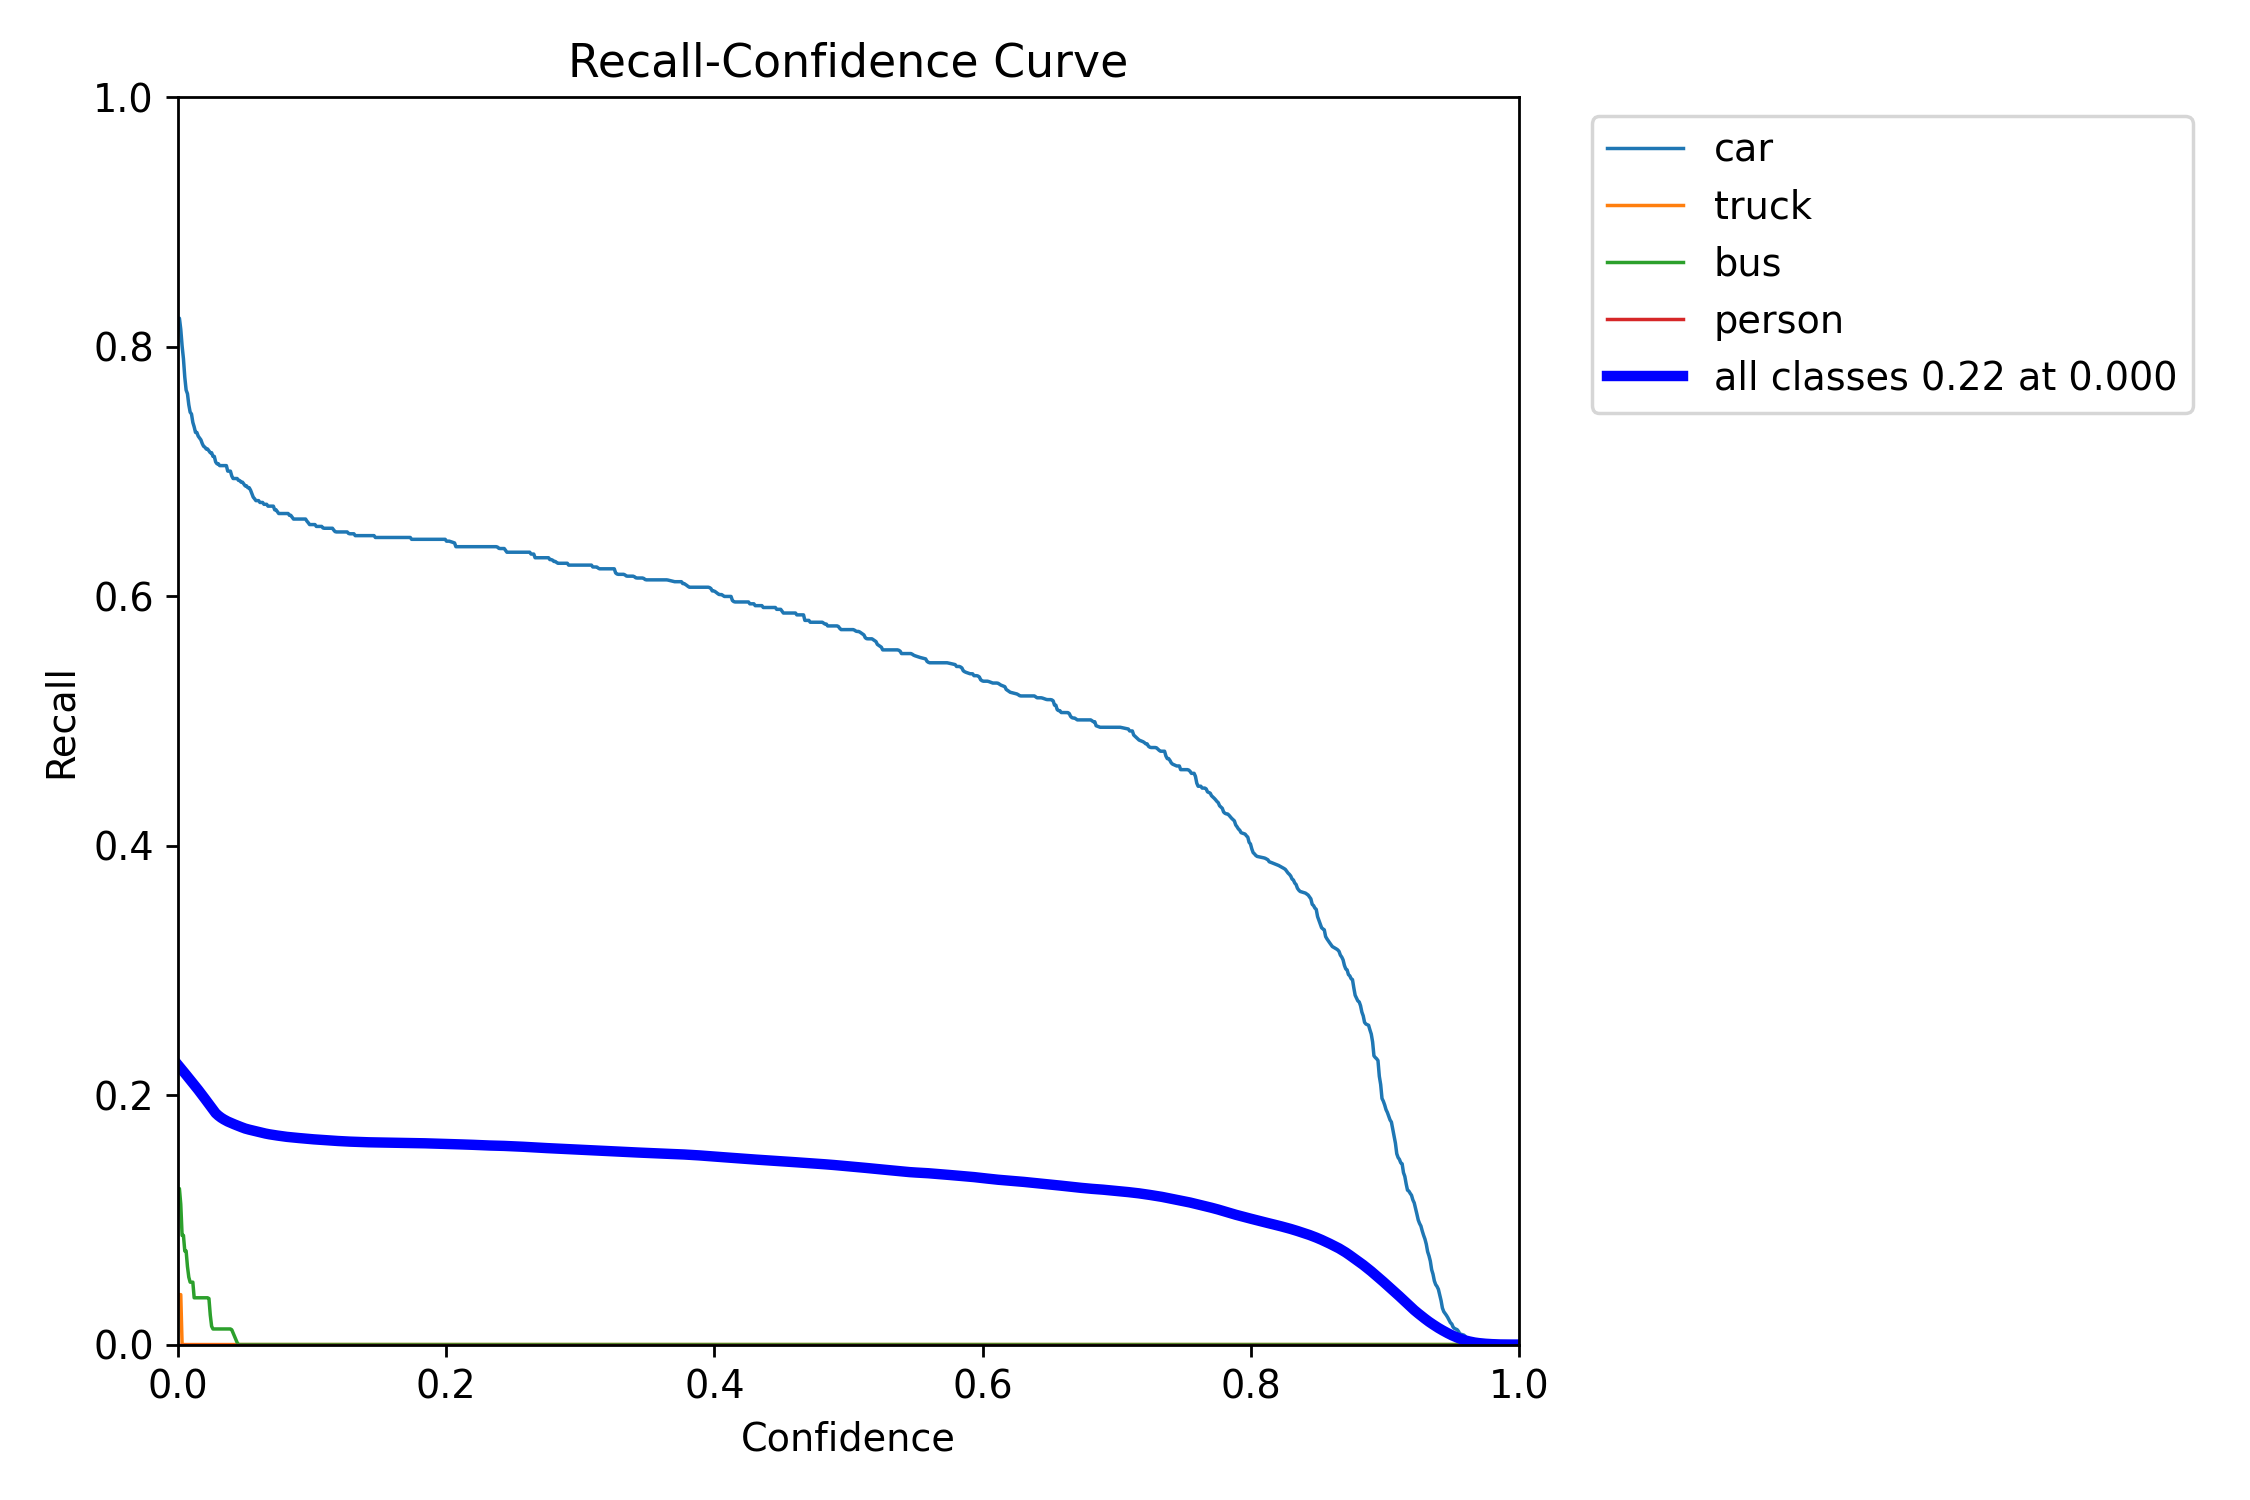 Recall-Confidence Curve
1.0
0.8
0.6
0.4
0.2
0.0
Recall
0.0 0.2 0.4 0.6 0.8 1.0
Confidence
car
truck
bus
person
all classes 0.22 at 0.000